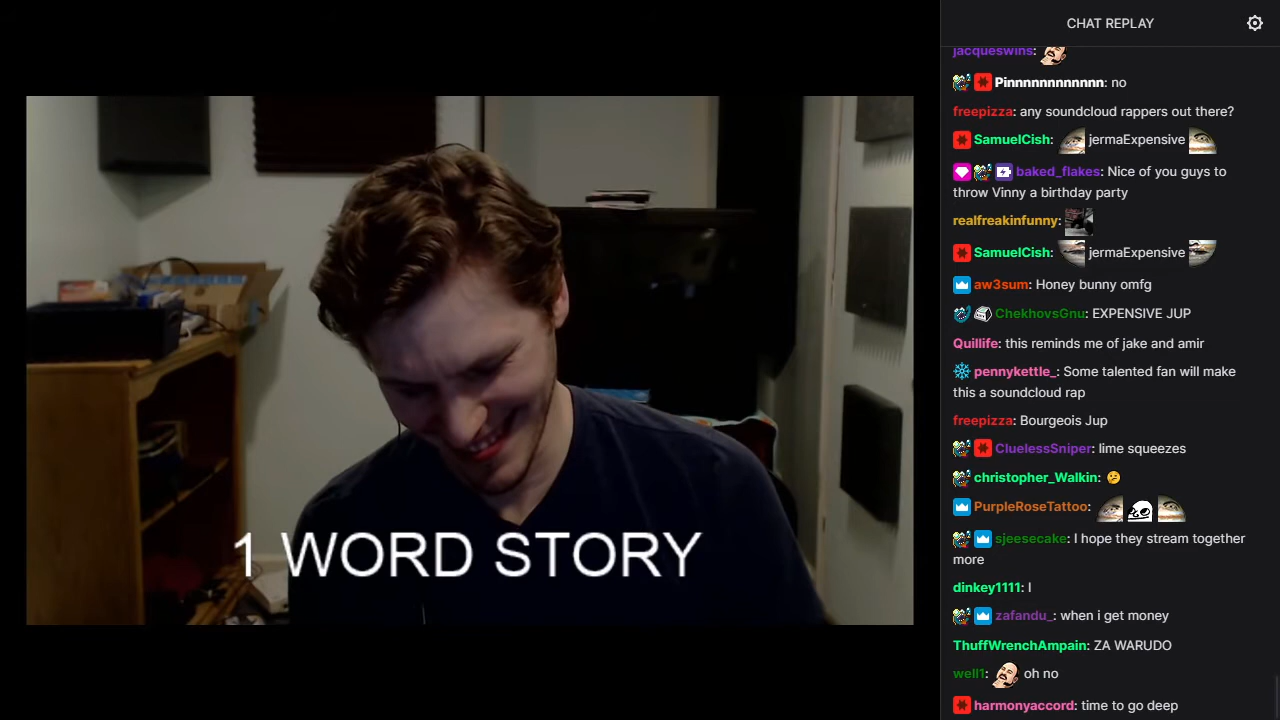 1 WORD STORY
CHAT REPLAY
jacqueswins:
Pinnnnnnnnnnnn: no
freepizza: any soundcloud rappers out there?
SamuelCish: jermaExpensive
baked_flakes: Nice of you guys to
throw Vinny a birthday party
realfreakinfunny:
SamuelCish: jermaExpensive
aw3sum: Honey bunny omfg
ChekhovsGnu: EXPENSIVE JUP
Quillife: this reminds me of jake and amir
pennykettle_: Some talented fan will make
this a soundcloud rap
freepizza: Bourgeois Jup
CluelessSniper: lime squeezes
christopher_Walkin:
PurpleRoseTattoo:
sjeesecake: I hope they stream together
more
dinkey1111: I
zafandu_: when i get money
ThuffWrenchAmpain: ZA WARUDO
well1: oh no
harmonyaccord: time to go deep